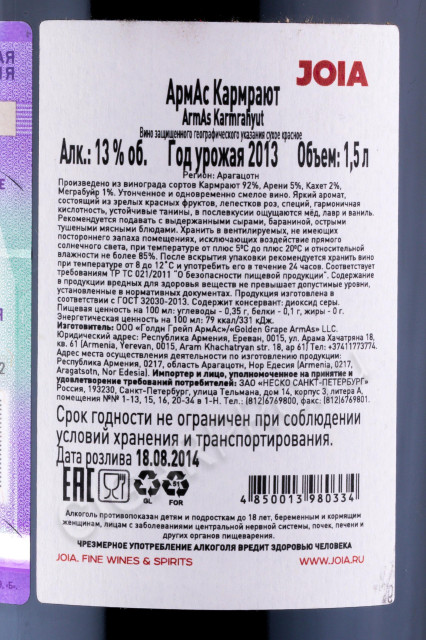 JOIA
АрмАс Кармрают
ArmAs Karmrahyut
Вино защищенного географического указания сухое красное
Алк.: 13 % об. Год урожая 2013 Объем: 1,5 л
Регион: Арагацотн
Произведено из винограда сортов Кармрают 92%, Арени 5%, Кахет 2%,
Меграбуйр 1%. Утонченное и одновременно смелое вино. Яркий аромат,
состоящий из зрелых красных фруктов, лепестков роз, специй, гармоничная
кислотность, устойчивые танины, в послевкусии ощущаются мёд, лавр и ваниль.
Рекомендуется подавать с выдержанными сырами, бараниной, острыми
тушеными мясными блюдами. Хранить в вентилируемых, не имеющих
постороннего запаха помещениях, исключающих воздействие прямого
солнечного света, при температуре от плюс 5°C до плюс 20°C и относительной
влажности не более 85%. После вскрытия упаковки рекомендуется хранить вино
при температуре от 8 до 12°C и употребить его в течение 24 часов. Соответствует
требованиям ТР ТС 021/2011 "О безопасности пищевой продукции". Содержание
в продукции вредных для здоровья веществ не превышает допустимые уровни,
установленные в нормативных документах. Продукция изготовлена в
соответствии с ГОСТ 32030-2013. Содержит консервант: диоксид серы.
Пищевая ценность на 100 мл: углеводы - 0,35 г, белки - 0,1 г, жиры - 0 г.
Энергетическая ценность на 100 мл: 79 ккал/331 кДж.
Изготовитель: ООО «Голдн Грейп АрмАс»/«Golden Grape ArmAs» LLC.
Юридический адрес: Республика Армения, Ереван, 0015, ул. Арама Хачатряна 18,
кв. 61 (Armenia, Yerevan, 0015, Aram Khachatryan str. 18, ap 61) Тел: +37411773774.
Адрес места осуществления деятельности по изготовлению продукции:
Республика Армения, 0217, область Арагацотн, Нор Едесия (Armenia, 0217,
Aragatsotn, Nor Edesia). Импортер и лицо, уполномоченное на принятие и
удовлетворение требований потребителей: ЗАО «НЕСКО САНКТ-ПЕТЕРБУРГ»
Россия, 193230, Санкт-Петербург, улица Тельмана, дом 14, корпус 3, литера А,
помещения №№ 1-13, 15, 16, 20-34 в 1-Н. Тел.: (812)6769800, факс: (812)6769801.
Срок годности не ограничен при соблюдении
условий хранения и транспортирования.
Дата розлива 18.08.2014
EAC
GL
91
FOR
4 850013 980334
Алкоголь противопоказан детям и подросткам до 18 лет, беременным и кормящим
женщинам, лицам с заболеваниями центральной нервной системы, почек, печени и
других органов пищеварения.
ЧРЕЗМЕРНОЕ УПОТРЕБЛЕНИЕ АЛКОГОЛЯ ВРЕДИТ ЗДОРОВЬЮ ЧЕЛОВЕКА
JOIA. FINE WINES & SPIRITS WWW.JOIA.RU